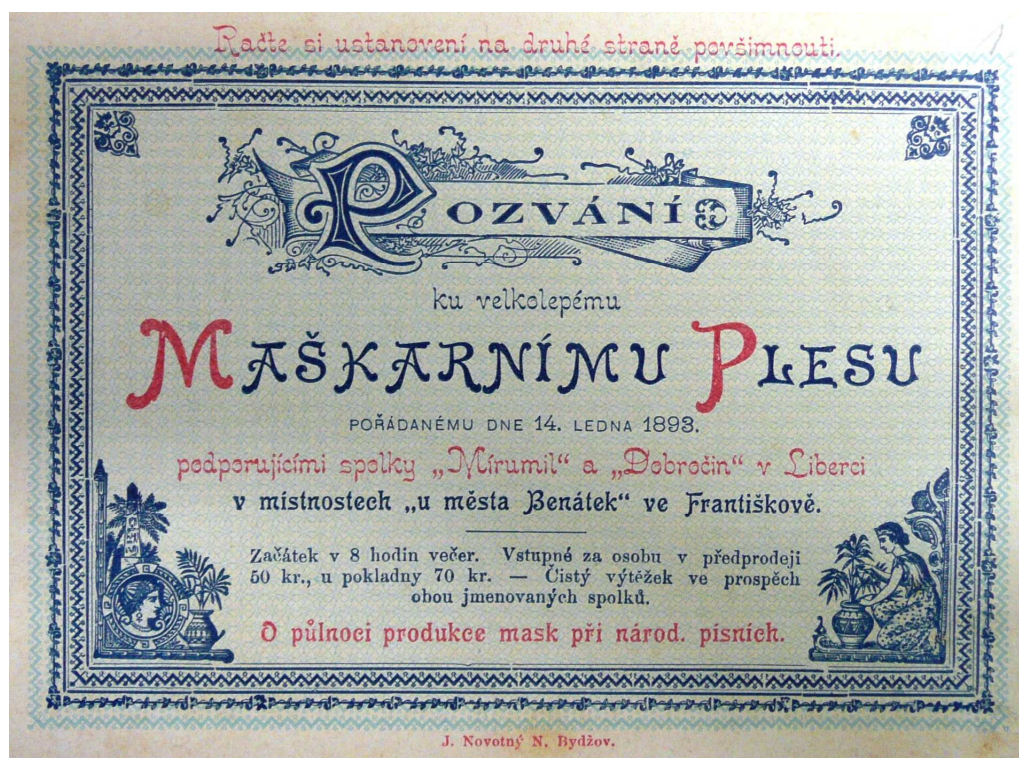 Račte si ustanovení na druhé straně povšimnouti.
POZVÁNÍ
ku velkolepému
MAŠKARNÍMU PLESU
POŘÁDANÉMU DNE 14. LEDNA 1893.
podporujícími spolky „Mírumil“ a „Dobročin“ v Liberci
v místnostech „u města Benátek“ ve Františkově.
Začátek v 8 hodin večer. Vstupné za osobu v předprodeji
50 kr., u pokladny 70 kr. — Čistý výtěžek ve prospěch
obou jmenovaných spolků.
O půlnoci produkce mask při národ. písních.
J. Novotný N. Bydžov.